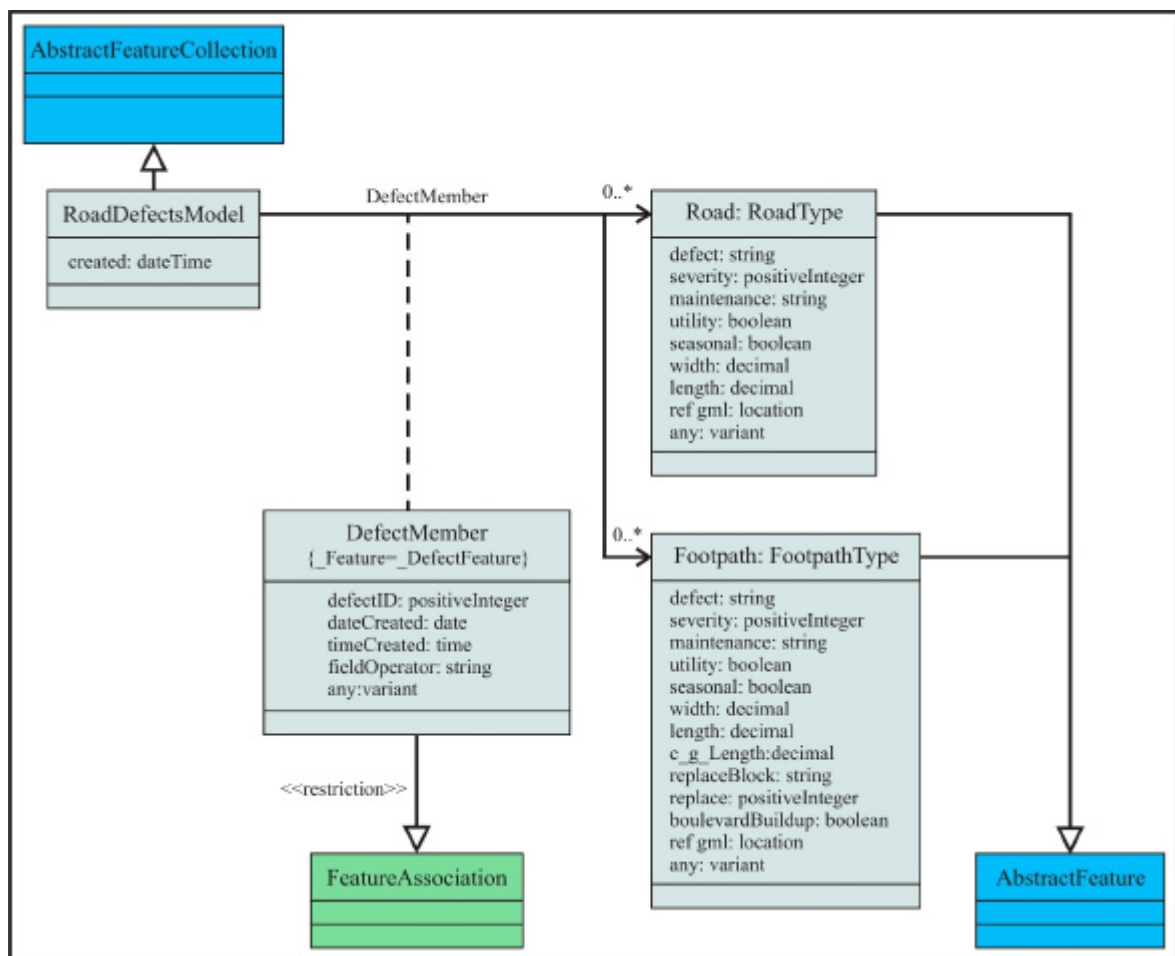 AbstractFeatureCollection
RoadDefectsModel
created: dateTime
DefectMember
0..*
Road: RoadType
defect: string
severity: positiveInteger
maintenance: string
utility: boolean
seasonal: boolean
width: decimal
length: decimal
ref gml: location
any: variant
DefectMember
{_Feature=_DefectFeature}
defectID: positiveInteger
dateCreated: date
timeCreated: time
fieldOperator: string
any:variant
<<restriction>>
FeatureAssociation
0..*
Footpath: FootpathType
defect: string
severity: positiveInteger
maintenance: string
utility: boolean
seasonal: boolean
width: decimal
length: decimal
c_g_Length:decimal
replaceBlock: string
replace: positiveInteger
boulevardBuildup: boolean
ref gml: location
any: variant
AbstractFeature